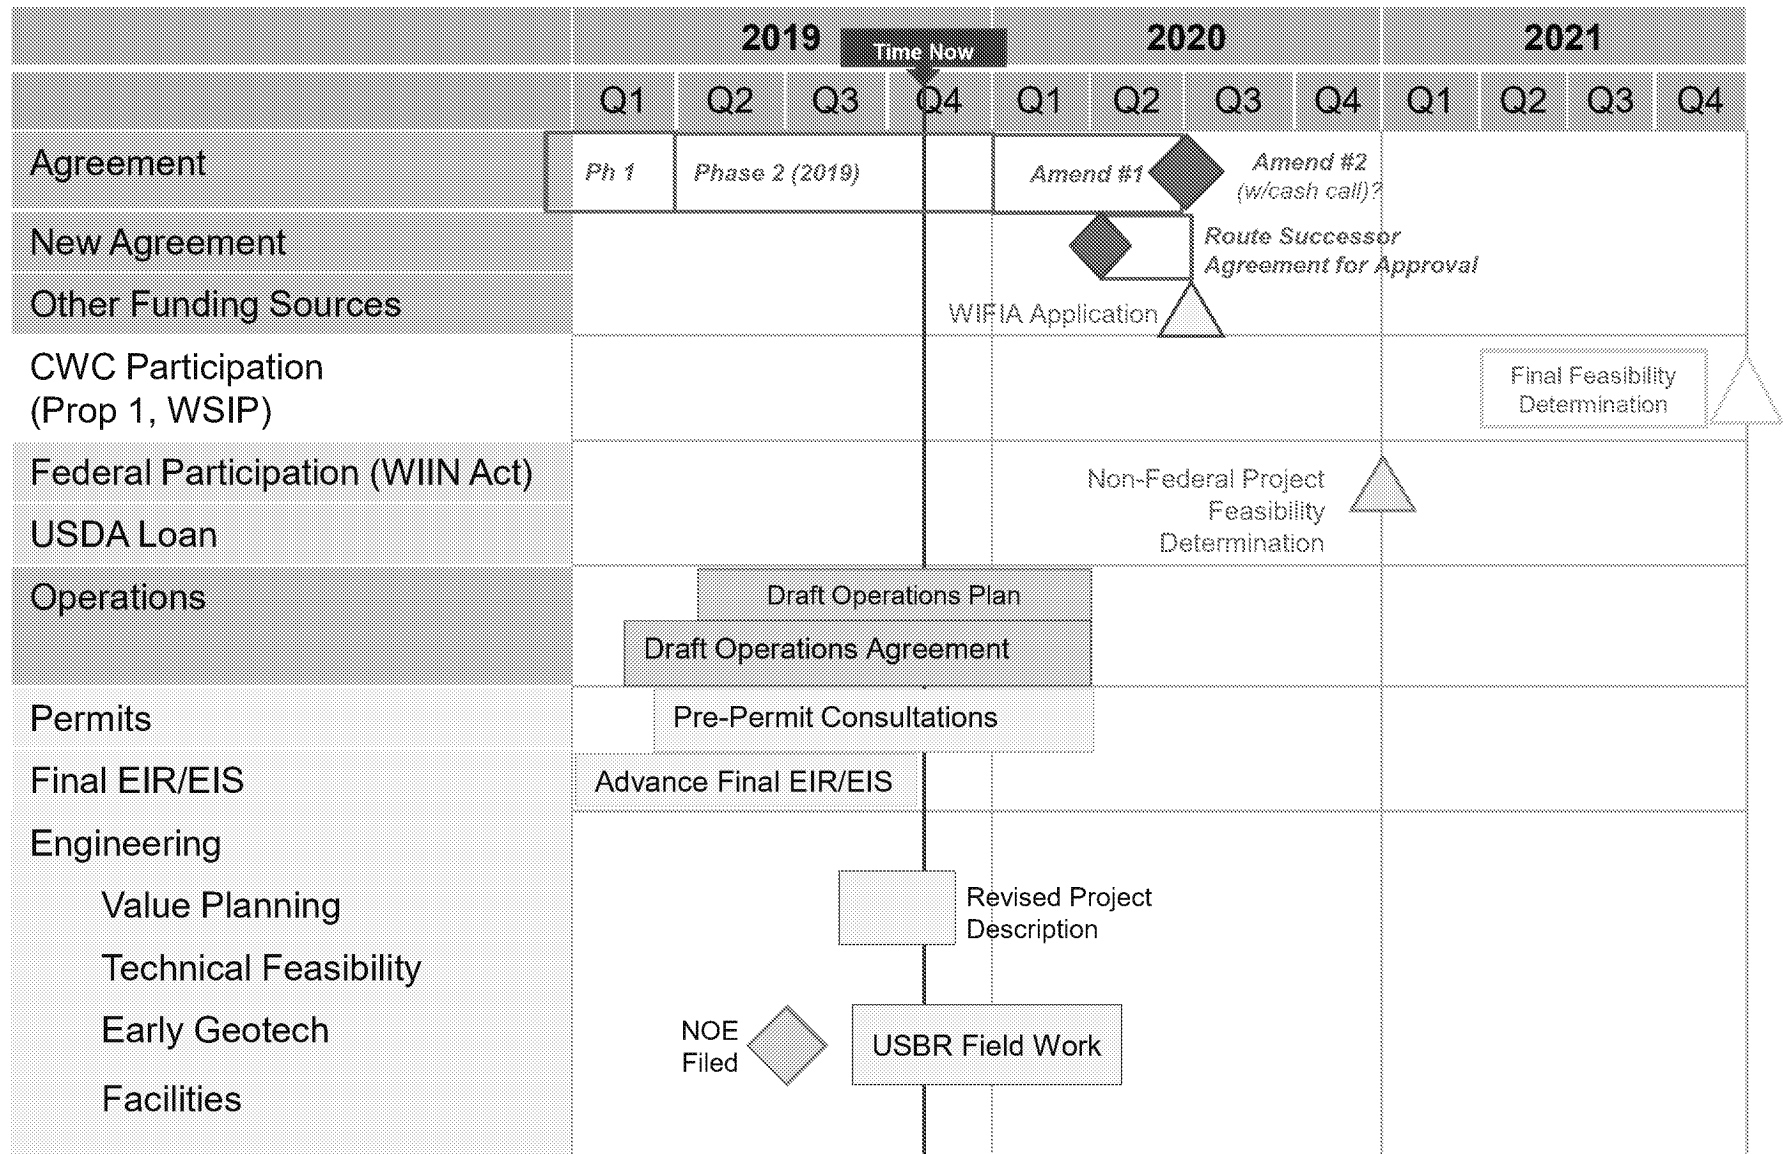 2019 2020 2021
Time Now
Q1 Q2 Q3 Q4 Q1 Q2 Q3 Q4 Q1 Q2 Q3 Q4
Agreement
Ph 1
Phase 2 (2019)
Amend #1
Amend #2
(w/cash call)?
New Agreement
Route Successor
Agreement for Approval
Other Funding Sources
WIFIA Application
CWC Participation
(Prop 1, WSIP)
Final Feasibility
Determination
Federal Participation (WIIN Act)
USDA Loan
Non-Federal Project
Feasibility
Determination
Operations
Draft Operations Plan
Draft Operations Agreement
Permits
Pre-Permit Consultations
Final EIR/EIS
Advance Final EIR/EIS
Engineering
Value Planning
Revised Project
Description
Technical Feasibility
Early Geotech
NOE
Filed
USBR Field Work
Facilities